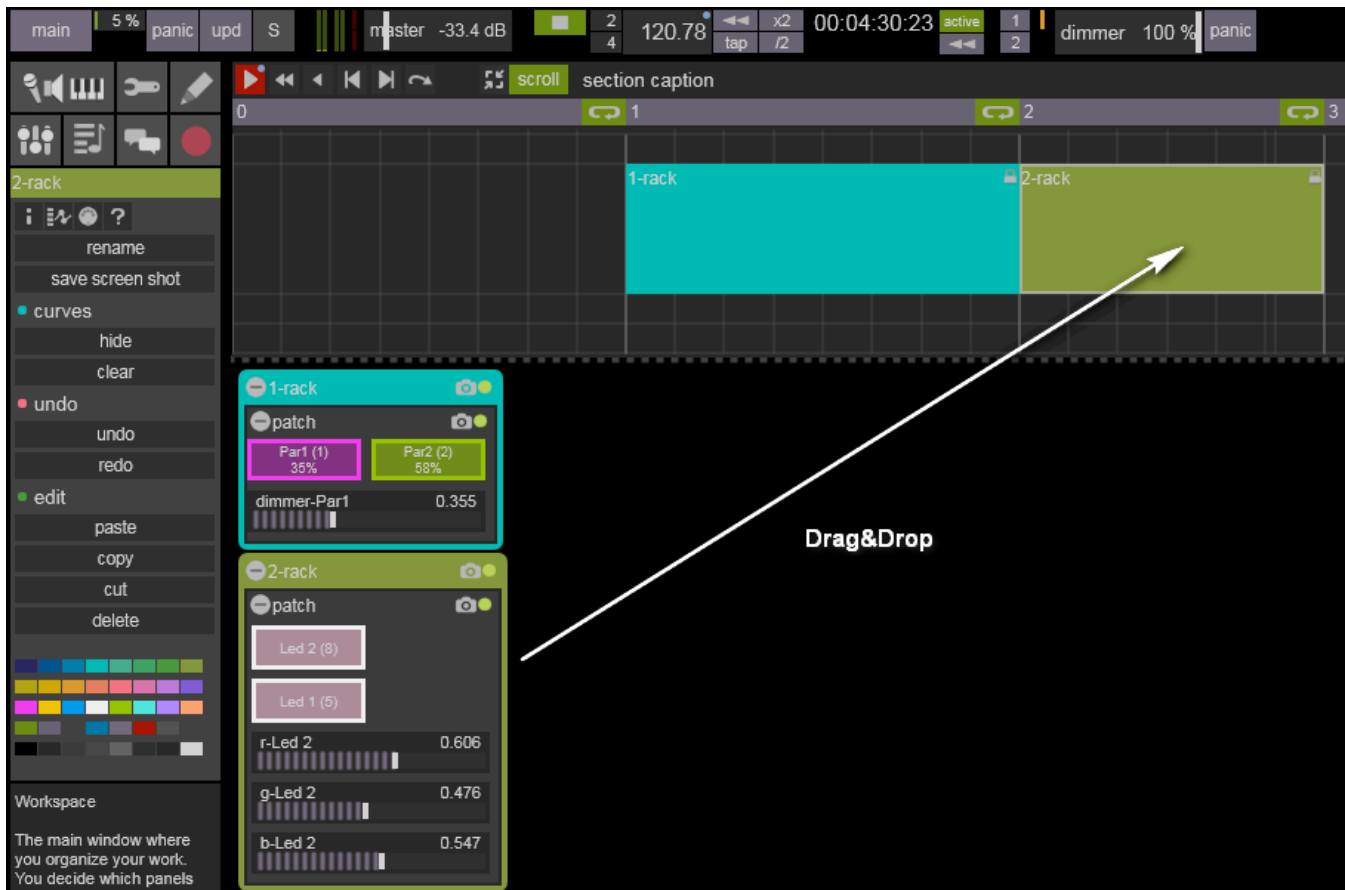 main
5 %
panic
upd
S
master -33.4 dB
2
4
120.78
tap
x2
/2
00:04:30:23
active
1
2
dimmer 100 %
panic
scroll
section caption
0
1
2
3
2-rack
i
?
rename
save screen shot
curves
hide
clear
undo
undo
redo
edit
paste
copy
cut
delete
Workspace
The main window where
you organize your work.
You decide which panels
1-rack
2-rack
1-rack
patch
Par1 (1)
35%
Par2 (2)
58%
dimmer-Par1 0.355
2-rack
patch
Led 2 (8)
Led 1 (5)
r-Led 2 0.606
g-Led 2 0.476
b-Led 2 0.547
Drag&Drop